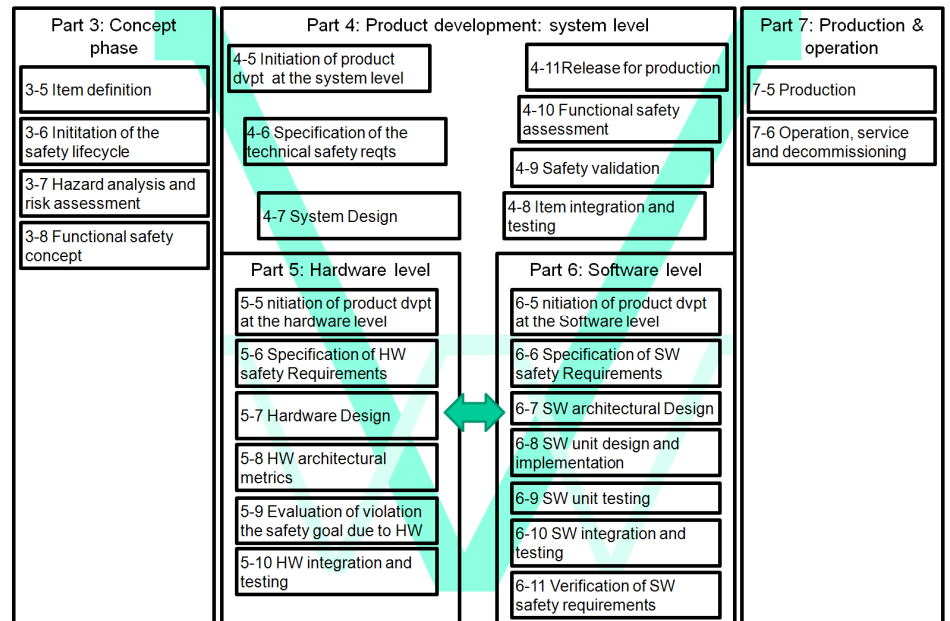 Part 3: Concept
phase
3-5 Item definition
3-6 Inititation of the
safety lifecycle
3-7 Hazard analysis and
risk assessment
3-8 Functional safety
concept
Part 4: Product development: system level
4-5 Initiation of product
dvpt at the system level
4-6 Specification of the
technical safety reqts
4-7 System Design
4-11Release for production
4-10 Functional safety
assessment
4-9 Safety validation
4-8 Item integration and
testing
Part 5: Hardware level
5-5 nitiation of product dvpt
at the hardware level
5-6 Specification of HW
safety Requirements
5-7 Hardware Design
5-8 HW architectural
metrics
5-9 Evaluation of violation
the safety goal due to HW
5-10 HW integration and
testing
Part 6: Software level
6-5 nitiation of product dvpt
at the Software level
6-6 Specification of SW
safety Requirements
6-7 SW architectural Design
6-8 SW unit design and
implementation
6-9 SW unit testing
6-10 SW integration and
testing
6-11 Verification of SW
safety requirements
Part 7: Production &
operation
7-5 Production
7-6 Operation, service
and decommissioning